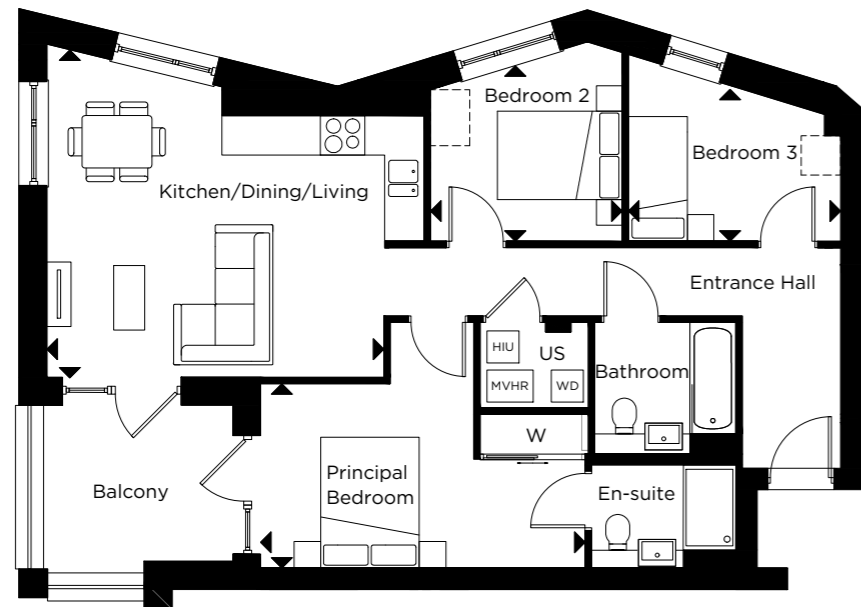 Bedroom 2
Bedroom 3
Kitchen/Dining/Living
Entrance Hall
HIU
US
MVHR
WD
Bathroom
W
Principal
Bedroom
Balcony
En-suite